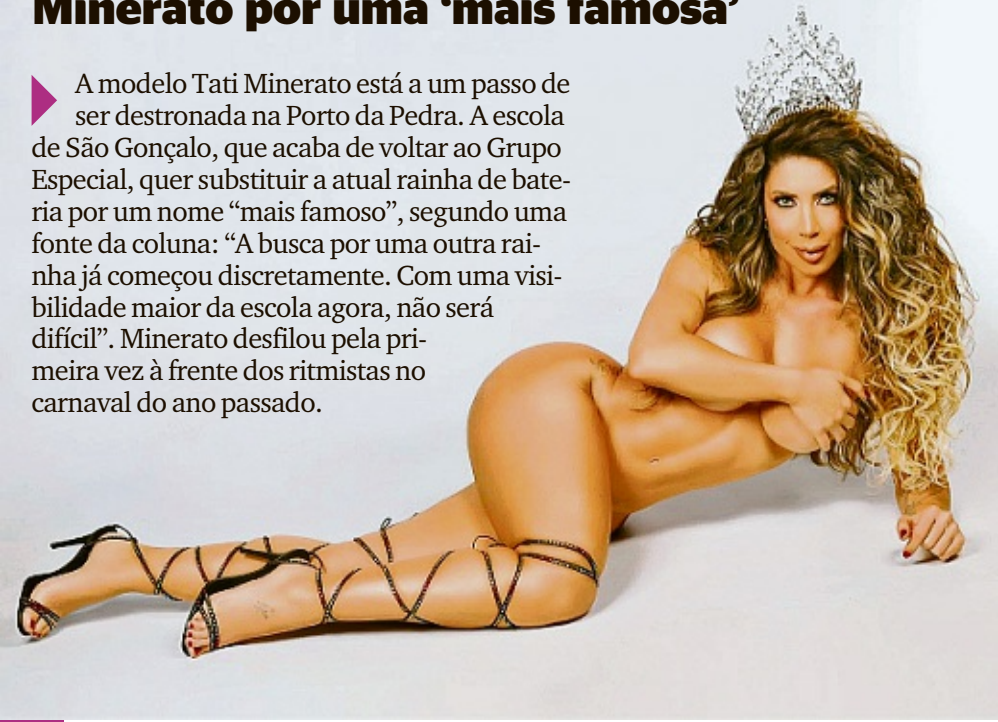 Minerato por uma ‘mais famosa’
A modelo Tati Minerato está a um passo de
ser destronada na Porto da Pedra. A escola
de São Gonçalo, que acaba de voltar ao Grupo
Especial, quer substituir a atual rainha de bate-
ria por um nome “mais famoso”, segundo uma
fonte da coluna: “A busca por uma outra rai-
nha já começou discretamente. Com uma visi-
bilidade maior da escola agora, não será
difícil”. Minerato desfilou pela pri-
meira vez à frente dos ritmistas no
carnaval do ano passado.